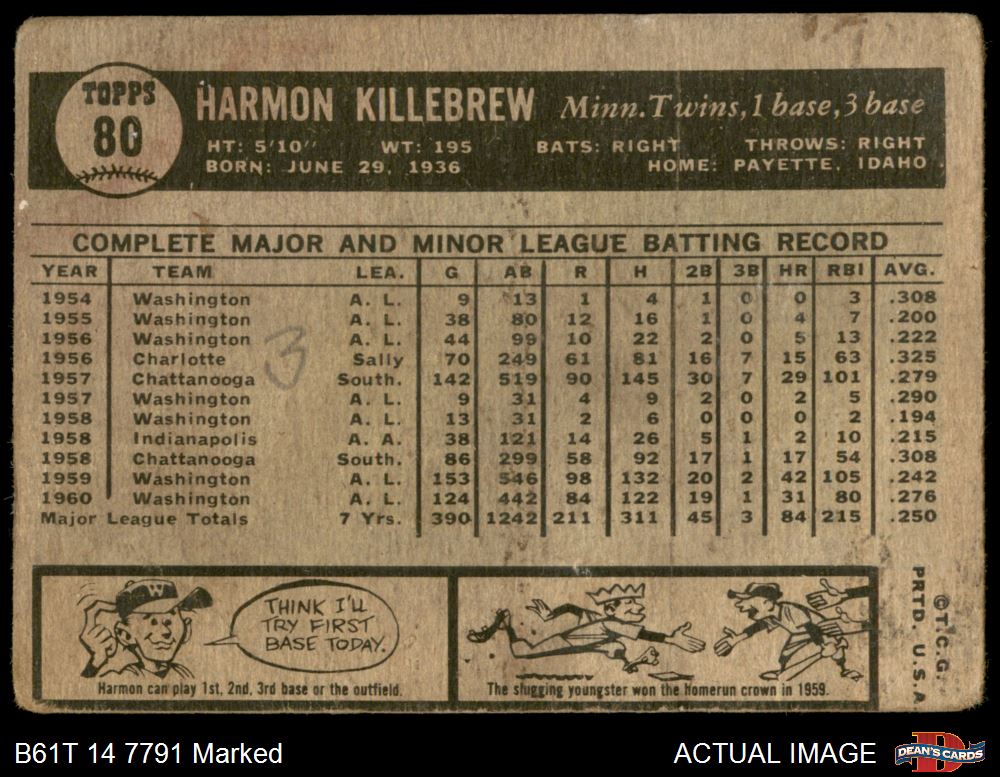 TOPPS
80
HARMON KILLEBREW Minn. Twins, 1 base, 3 base
HT: 5'10" WT: 195 BATS: RIGHT THROWS: RIGHT
BORN: JUNE 29, 1936 HOME: PAYETTE, IDAHO
COMPLETE MAJOR AND MINOR LEAGUE BATTING RECORD
YEAR TEAM LEA. G AB R H 2B 3B HR RBI AVG.
1954 Washington A. L. 9 13 1 4 1 0 0 3 .308
1955 Washington A. L. 38 80 12 16 1 0 4 7 .200
1956 Washington A. L. 44 99 10 22 2 0 5 13 .222
1956 Charlotte Sally 70 249 61 81 16 7 15 63 .325
1957 Chattanooga South. 142 519 90 145 30 7 29 101 .279
1957 Washington A. L. 9 31 4 9 2 0 2 5 .290
1958 Washington A. L. 13 31 2 6 0 0 0 2 .194
1958 Indianapolis A. A. 38 121 14 26 5 1 2 10 .215
1958 Chattanooga South. 86 299 58 92 17 1 17 54 .308
1959 Washington A. L. 153 546 98 132 20 2 42 105 .242
1960 Washington A. L. 124 442 84 122 19 1 31 80 .276
Major League Totals 7 Yrs. 390 1242 211 311 45 3 84 215 .250
3
W
THINK I'LL
TRY FIRST
BASE TODAY.
Harmon can play 1st, 2nd, 3rd base or the outfield.
The slugging youngster won the Homerun crown in 1959.
©T.C.G.
PRTD. U.S.A
B61T 14 7791 Marked
ACTUAL IMAGE
DEAN'S CARDS